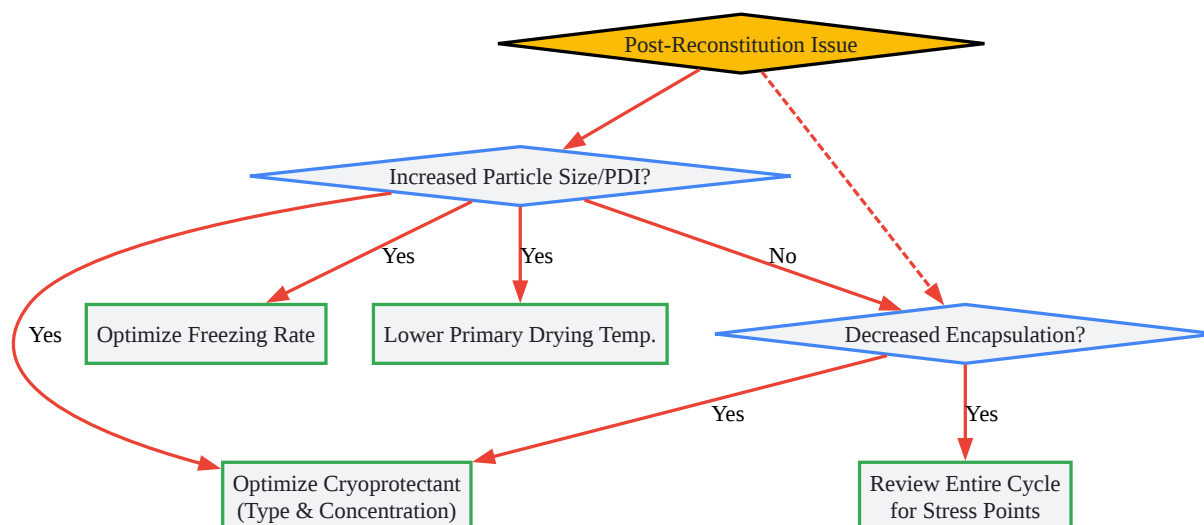 Post-Reconstitution Issue
Increased Particle Size/PDI?
Yes
Yes
No
Yes
Optimize Freezing Rate
Lower Primary Drying Temp.
Decreased Encapsulation?
Yes
Yes
Optimize Cryoprotectant
(Type & Concentration)
Review Entire Cycle
for Stress Points